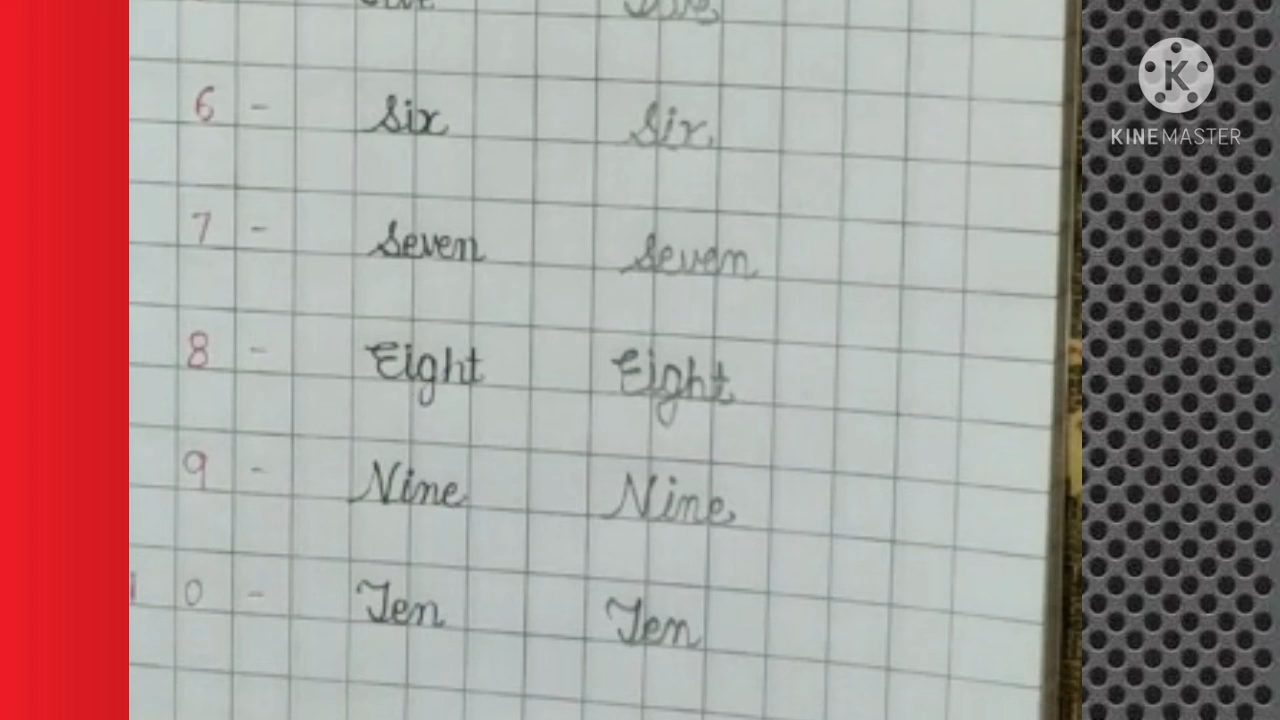 6 - Six Six
7 - Seven Seven
8 - Eight Eight
9 - Nine Nine
10 - Ten Ten
K
KINEMASTER